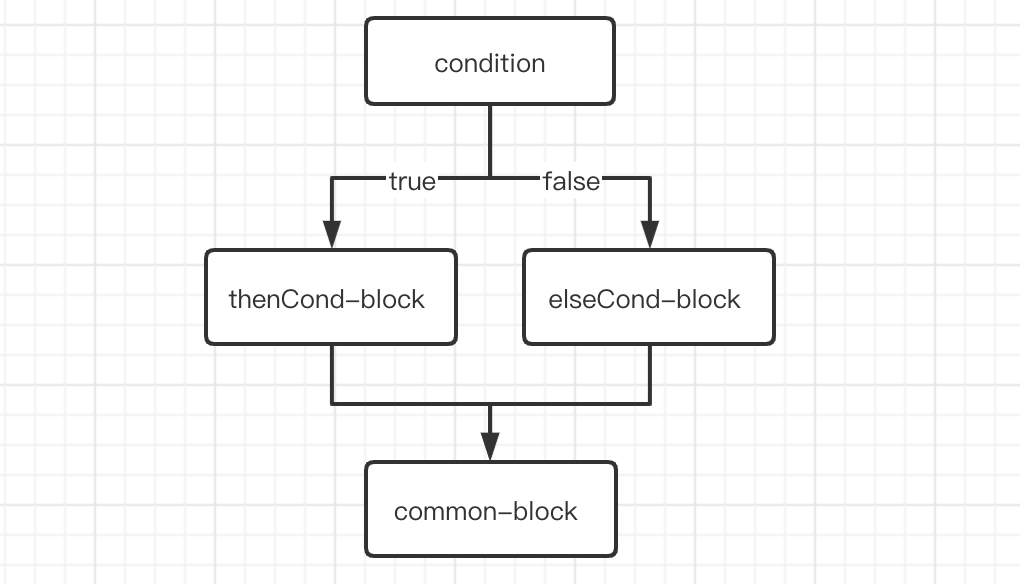 condition
true
false
thenCond–block
elseCond–block
common–block